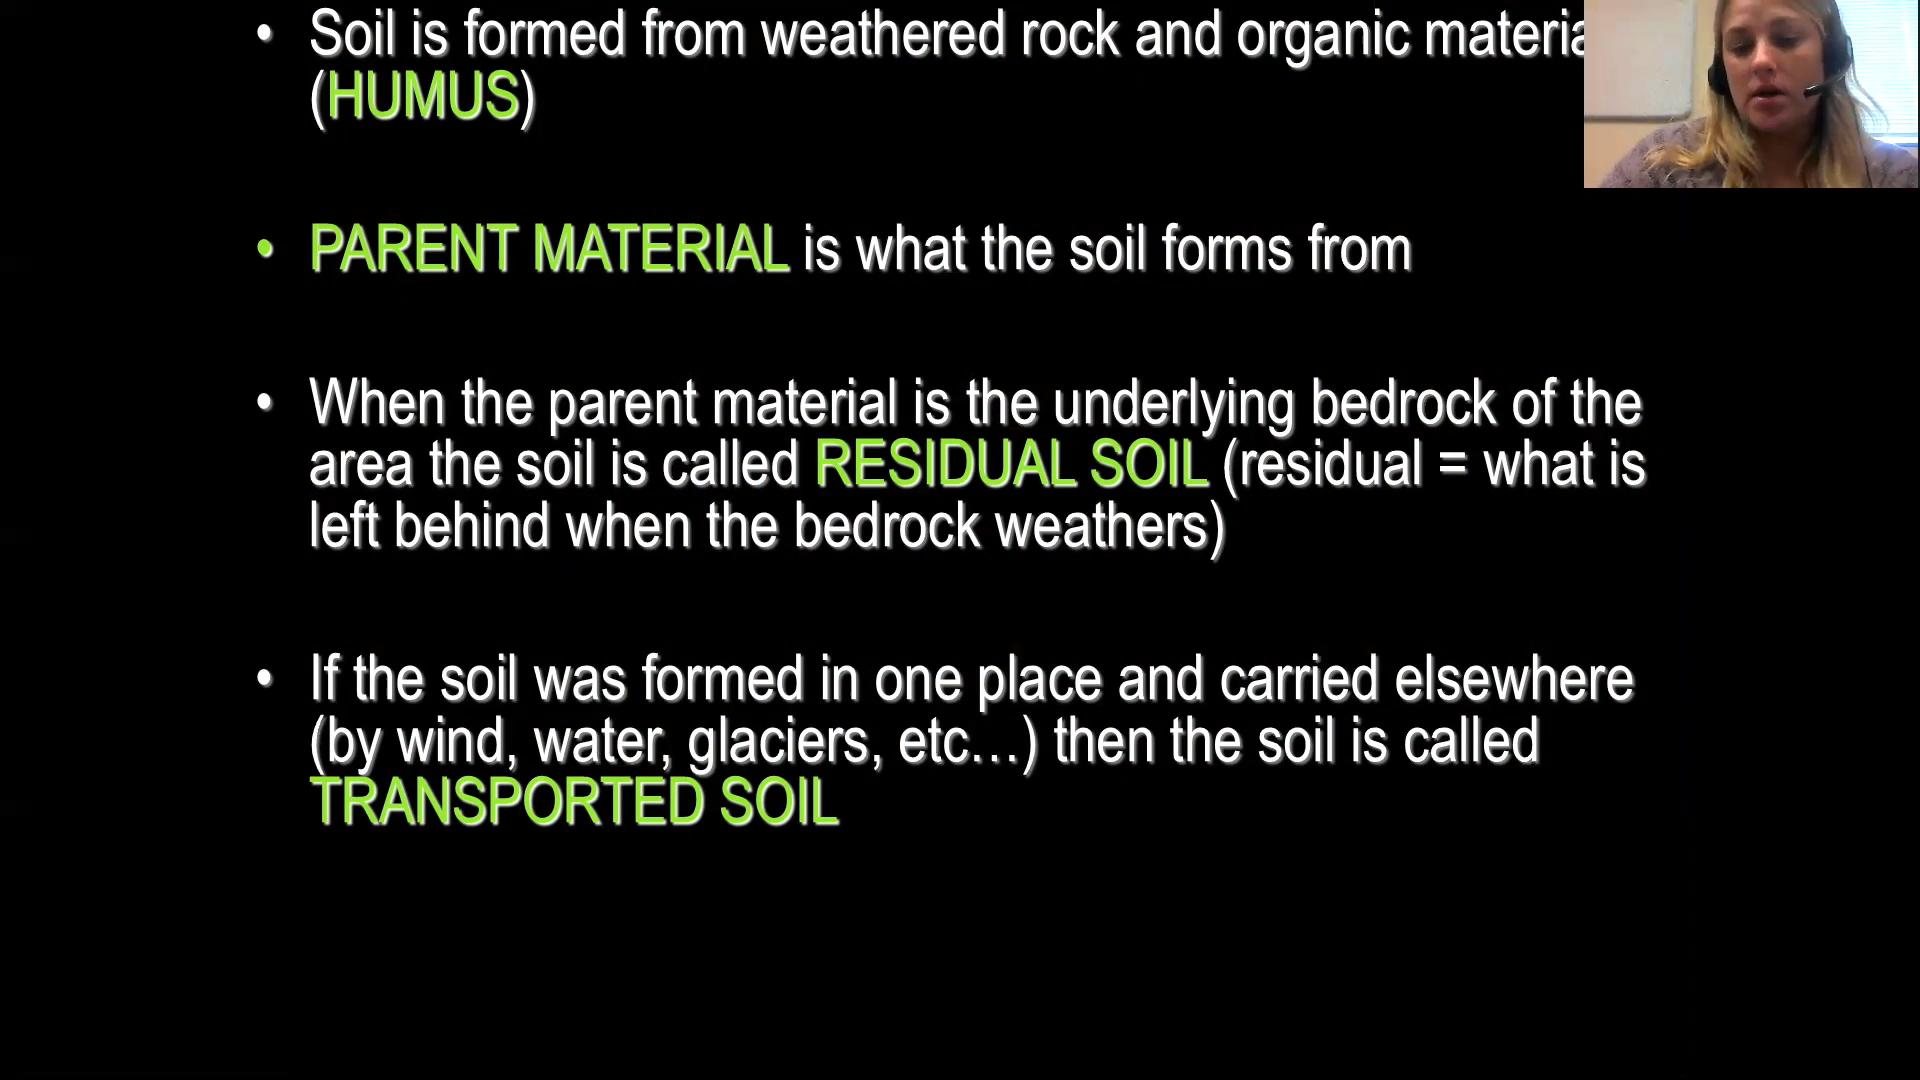 • Soil is formed from weathered rock and organic
(HUMUS)
• PARENT MATERIAL is what the soil forms from
• When the parent material is the underlying bedrock of the
area the soil is called RESIDUAL SOIL (residual = what is
left behind when the bedrock weathers)
• If the soil was formed in one place and carried elsewhere
(by wind, water, glaciers, etc…) then the soil is called
TRANSPORTED SOIL